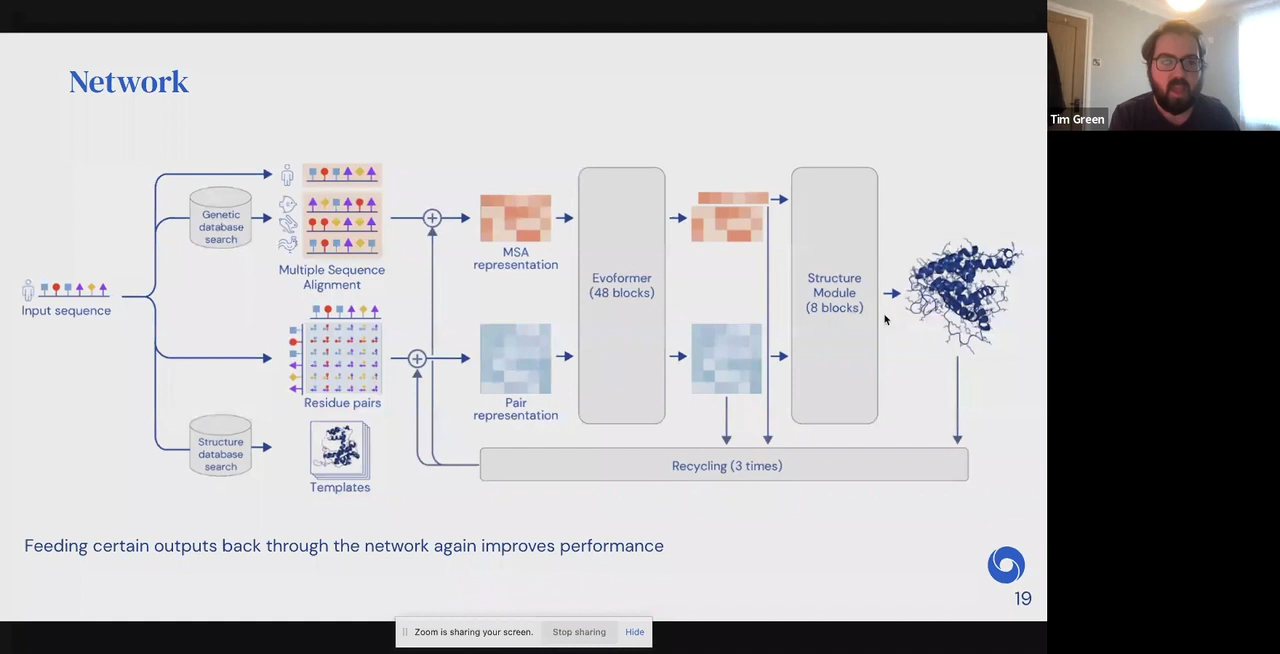 Network
Tim Green
Genetic
database
search
Multiple Sequence
Alignment
Input sequence
Residue pairs
Structure
database
search
Templates
MSA
representation
Pair
representation
Evoformer
(48 blocks)
Structure
Module
(8 blocks)
Recycling (3 times)
Feeding certain outputs back through the network again improves performance
19
Zoom is sharing your screen. Stop sharing Hide